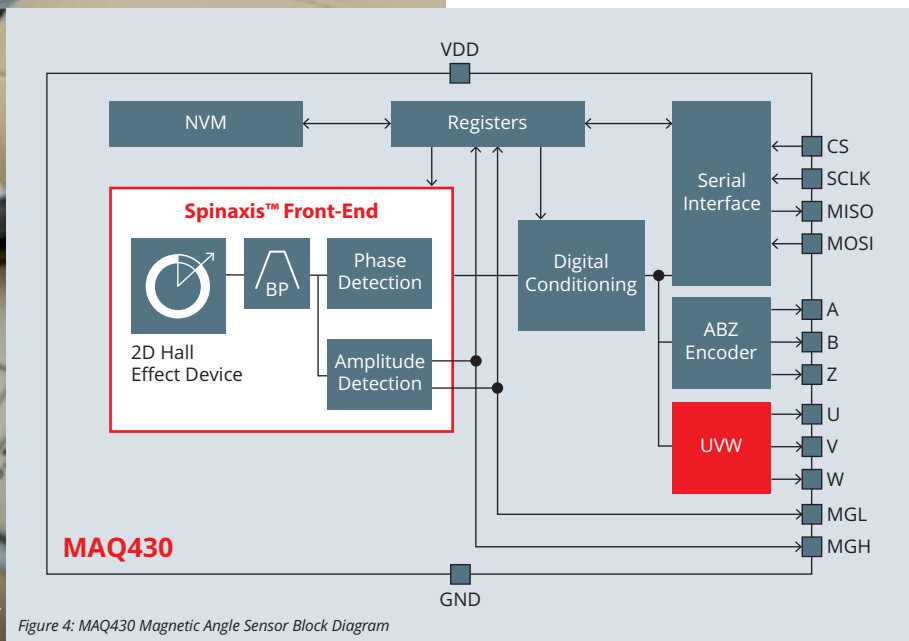 VDD
NVM
Registers
Serial
Interface
CS
SCLK
MISO
MOSI
Spinaxis™ Front-End
BP
Phase
Detection
Digital
Conditioning
2D Hall
Effect Device
Amplitude
Detection
ABZ
Encoder
A
B
Z
UVW
U
V
W
MGL
MGH
MAQ430
GND
Figure 4: MAQ430 Magnetic Angle Sensor Block Diagram